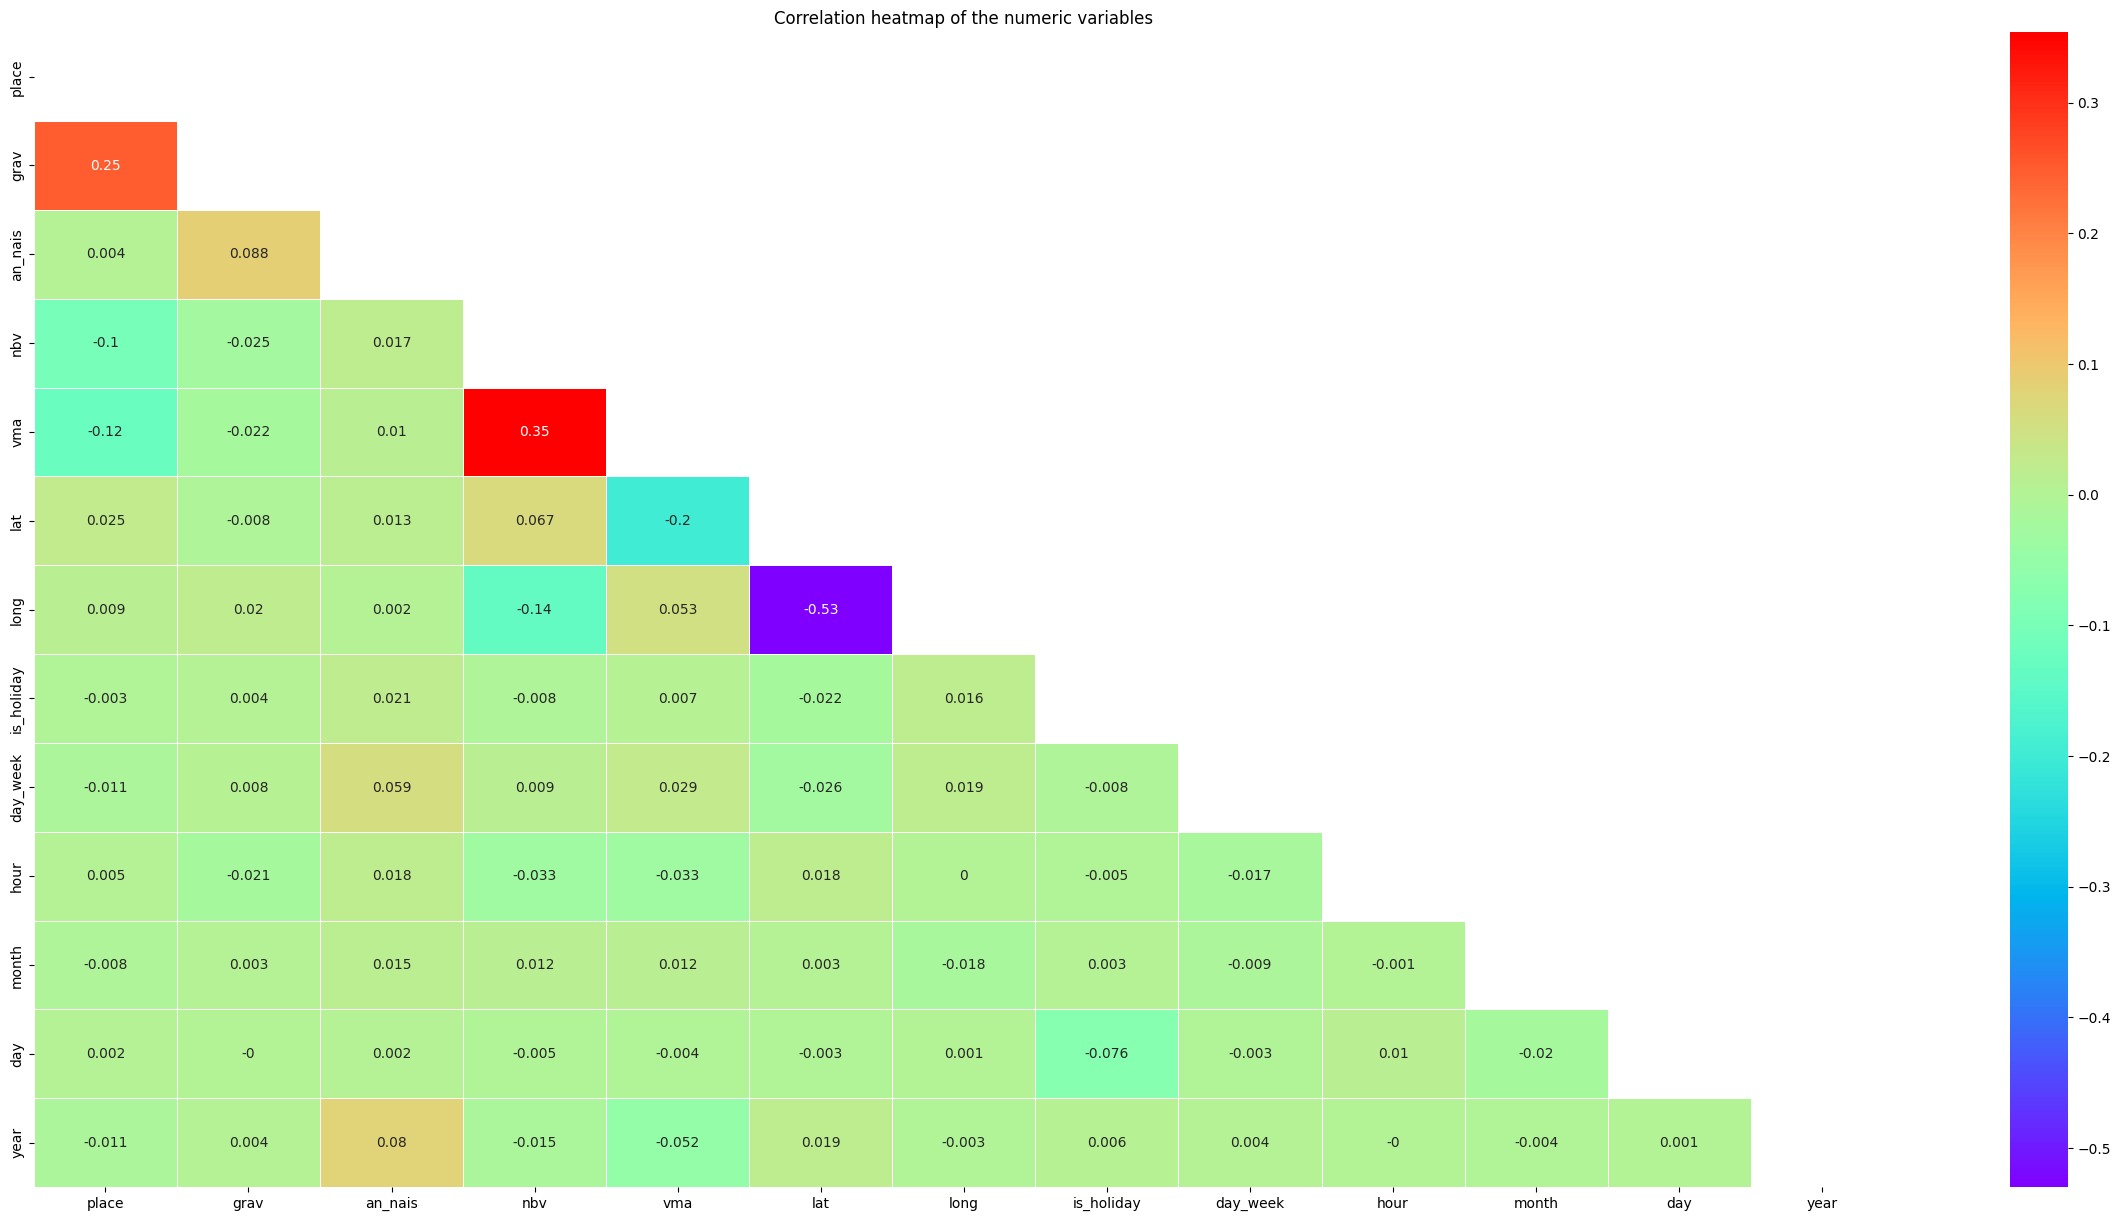 Correlation heatmap of the numeric variables
place
grav 0.25
an_nais 0.004 0.088
nbv -0.1 -0.025 0.017
vma -0.12 -0.022 0.01 0.35
lat 0.025 -0.008 0.013 0.067 -0.2
long 0.009 0.02 0.002 -0.14 0.053 -0.53
is_holiday -0.003 0.004 0.021 -0.008 0.007 -0.022 0.016
day_week -0.011 0.008 0.059 0.009 0.029 -0.026 0.019 -0.008
hour 0.005 -0.021 0.018 -0.033 -0.033 0.018 0 -0.005 -0.017
month -0.008 0.003 0.015 0.012 0.012 0.003 -0.018 0.003 -0.009 -0.001
day 0.002 -0 0.002 -0.005 -0.004 -0.003 0.001 -0.076 -0.003 0.01 -0.02
year -0.011 0.004 0.08 -0.015 -0.052 0.019 -0.003 0.006 0.004 -0 -0.004 0.001
place grav an_nais nbv vma lat long is_holiday day_week hour month day year
0.3
0.2
0.1
0.0
−0.1
−0.2
−0.3
−0.4
−0.5